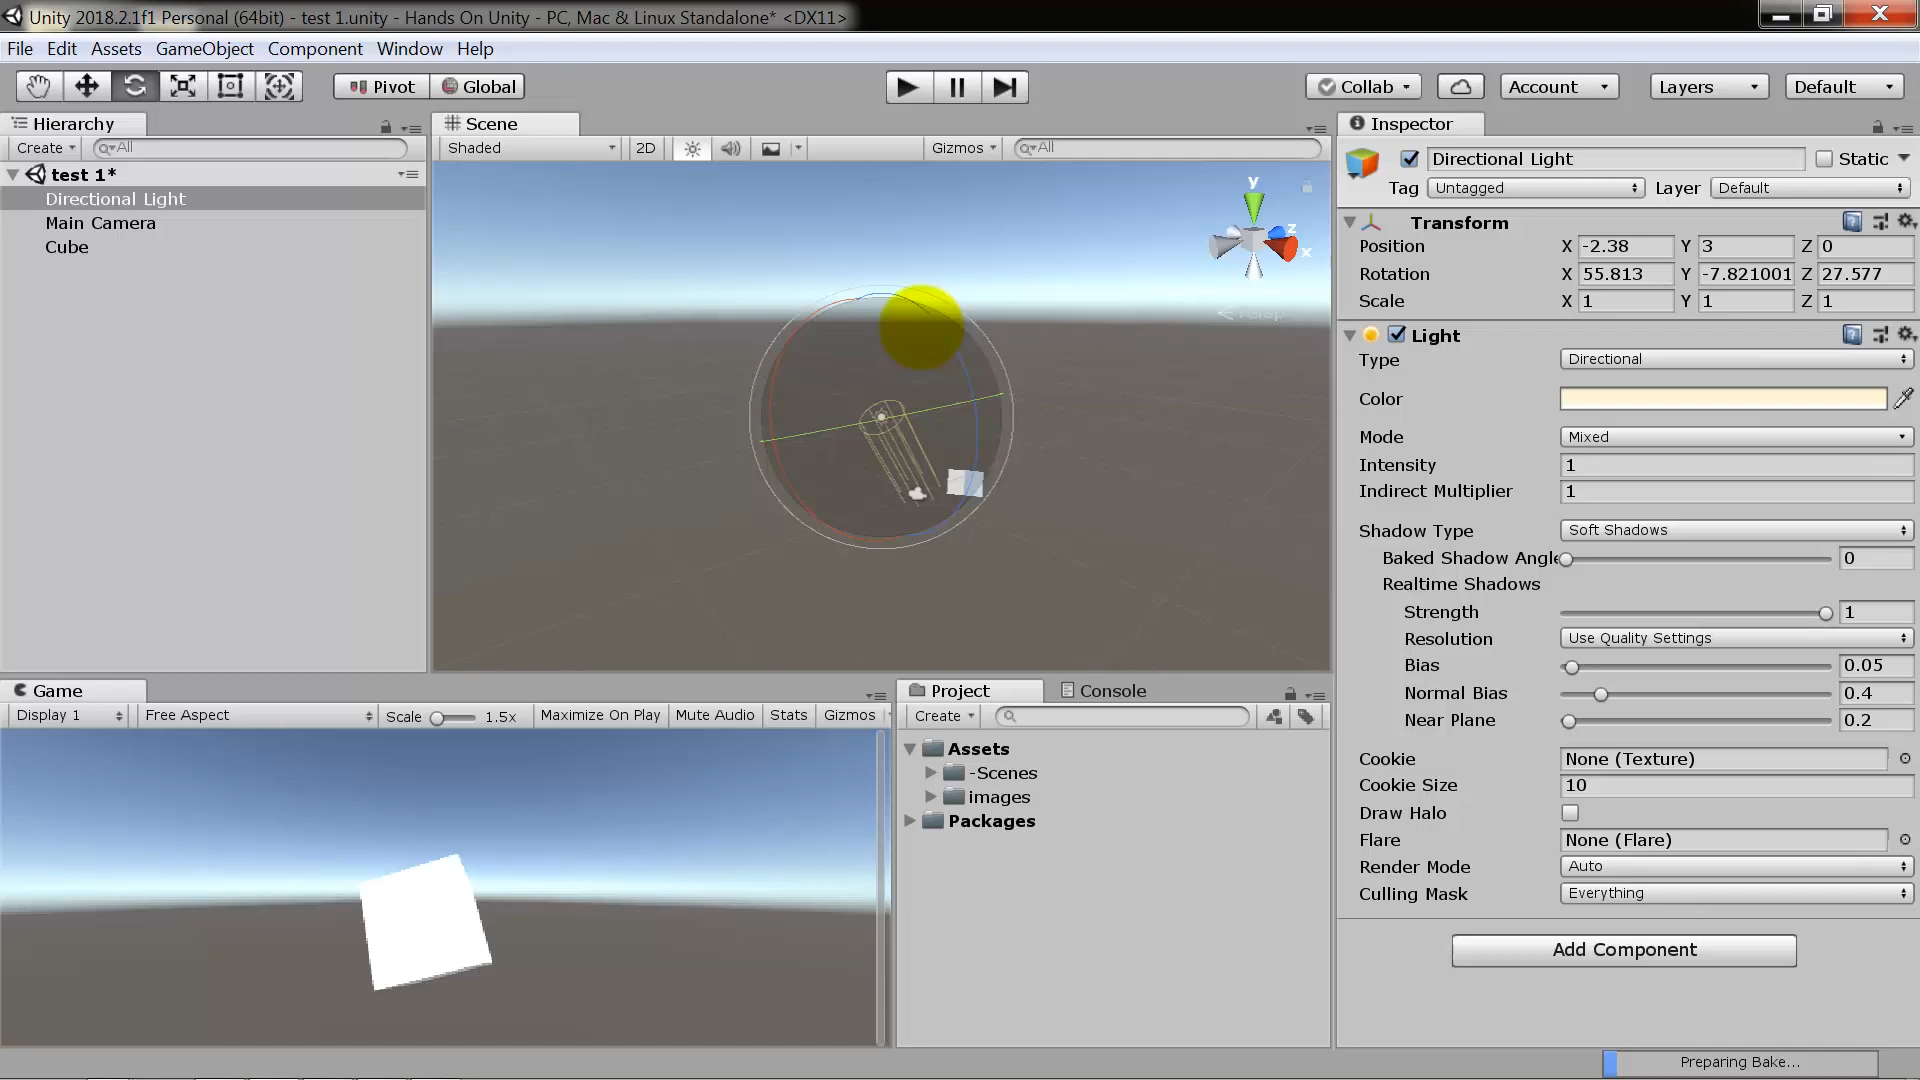 Unity 2018.2.1f1 Personal (64bit) - test 1.unity - Hands On Unity - PC, Mac & Linux Standalone* <DX11>
File Edit Assets GameObject Component Window Help
Pivot Global Collab Account Layers Default
Hierarchy
Create All
test 1*
Directional Light
Main Camera
Cube
Scene
Shaded 2D Gizmos All
y
z
x
Persp
Game
Display 1 Free Aspect Scale 1.5x Maximize On Play Mute Audio Stats Gizmos
Project Console
Create
Assets
-Scenes
images
Packages
Inspector
Directional Light Static
Tag Untagged Layer Default
Transform
Position X -2.38 Y 3 Z 0
Rotation X 55.813 Y -7.821001 Z 27.577
Scale X 1 Y 1 Z 1
Light
Type Directional
Color
Mode Mixed
Intensity 1
Indirect Multiplier 1
Shadow Type Soft Shadows
Baked Shadow Angle 0
Realtime Shadows
Strength 1
Resolution Use Quality Settings
Bias 0.05
Normal Bias 0.4
Near Plane 0.2
Cookie None (Texture)
Cookie Size 10
Draw Halo
Flare None (Flare)
Render Mode Auto
Culling Mask Everything
Add Component
Preparing Bake...